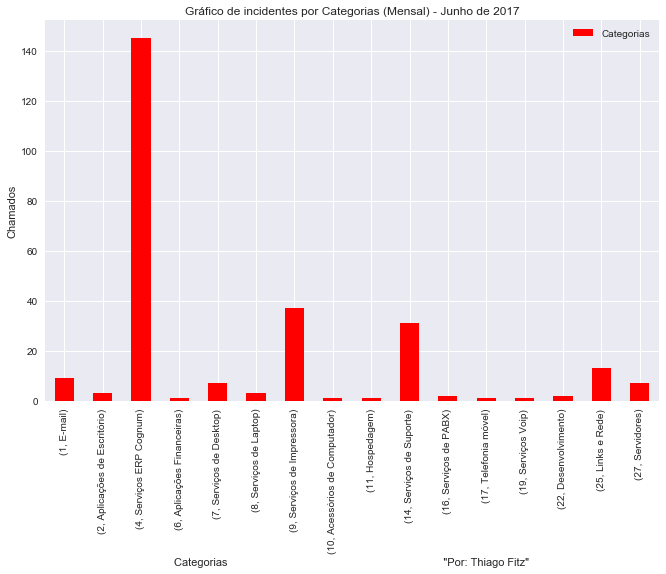 Gráfico de incidentes por Categorias (Mensal) - Junho de 2017
Categorias
Chamados
140
120
100
80
60
40
20
0
(1, E-mail)
(2, Aplicações de Escritório)
(4, Serviços ERP Cognum)
(6, Aplicações Financeiras)
(7, Serviços de Desktop)
(8, Serviços de Laptop)
(9, Serviços de Impressora)
(10, Acessórios de Computador)
(11, Hospedagem)
(14, Serviços de Suporte)
(16, Serviços de PABX)
(17, Telefonia móvel)
(19, Serviços Voip)
(22, Desenvolvimento)
(25, Links e Rede)
(27, Servidores)
Categorias "Por: Thiago Fitz"